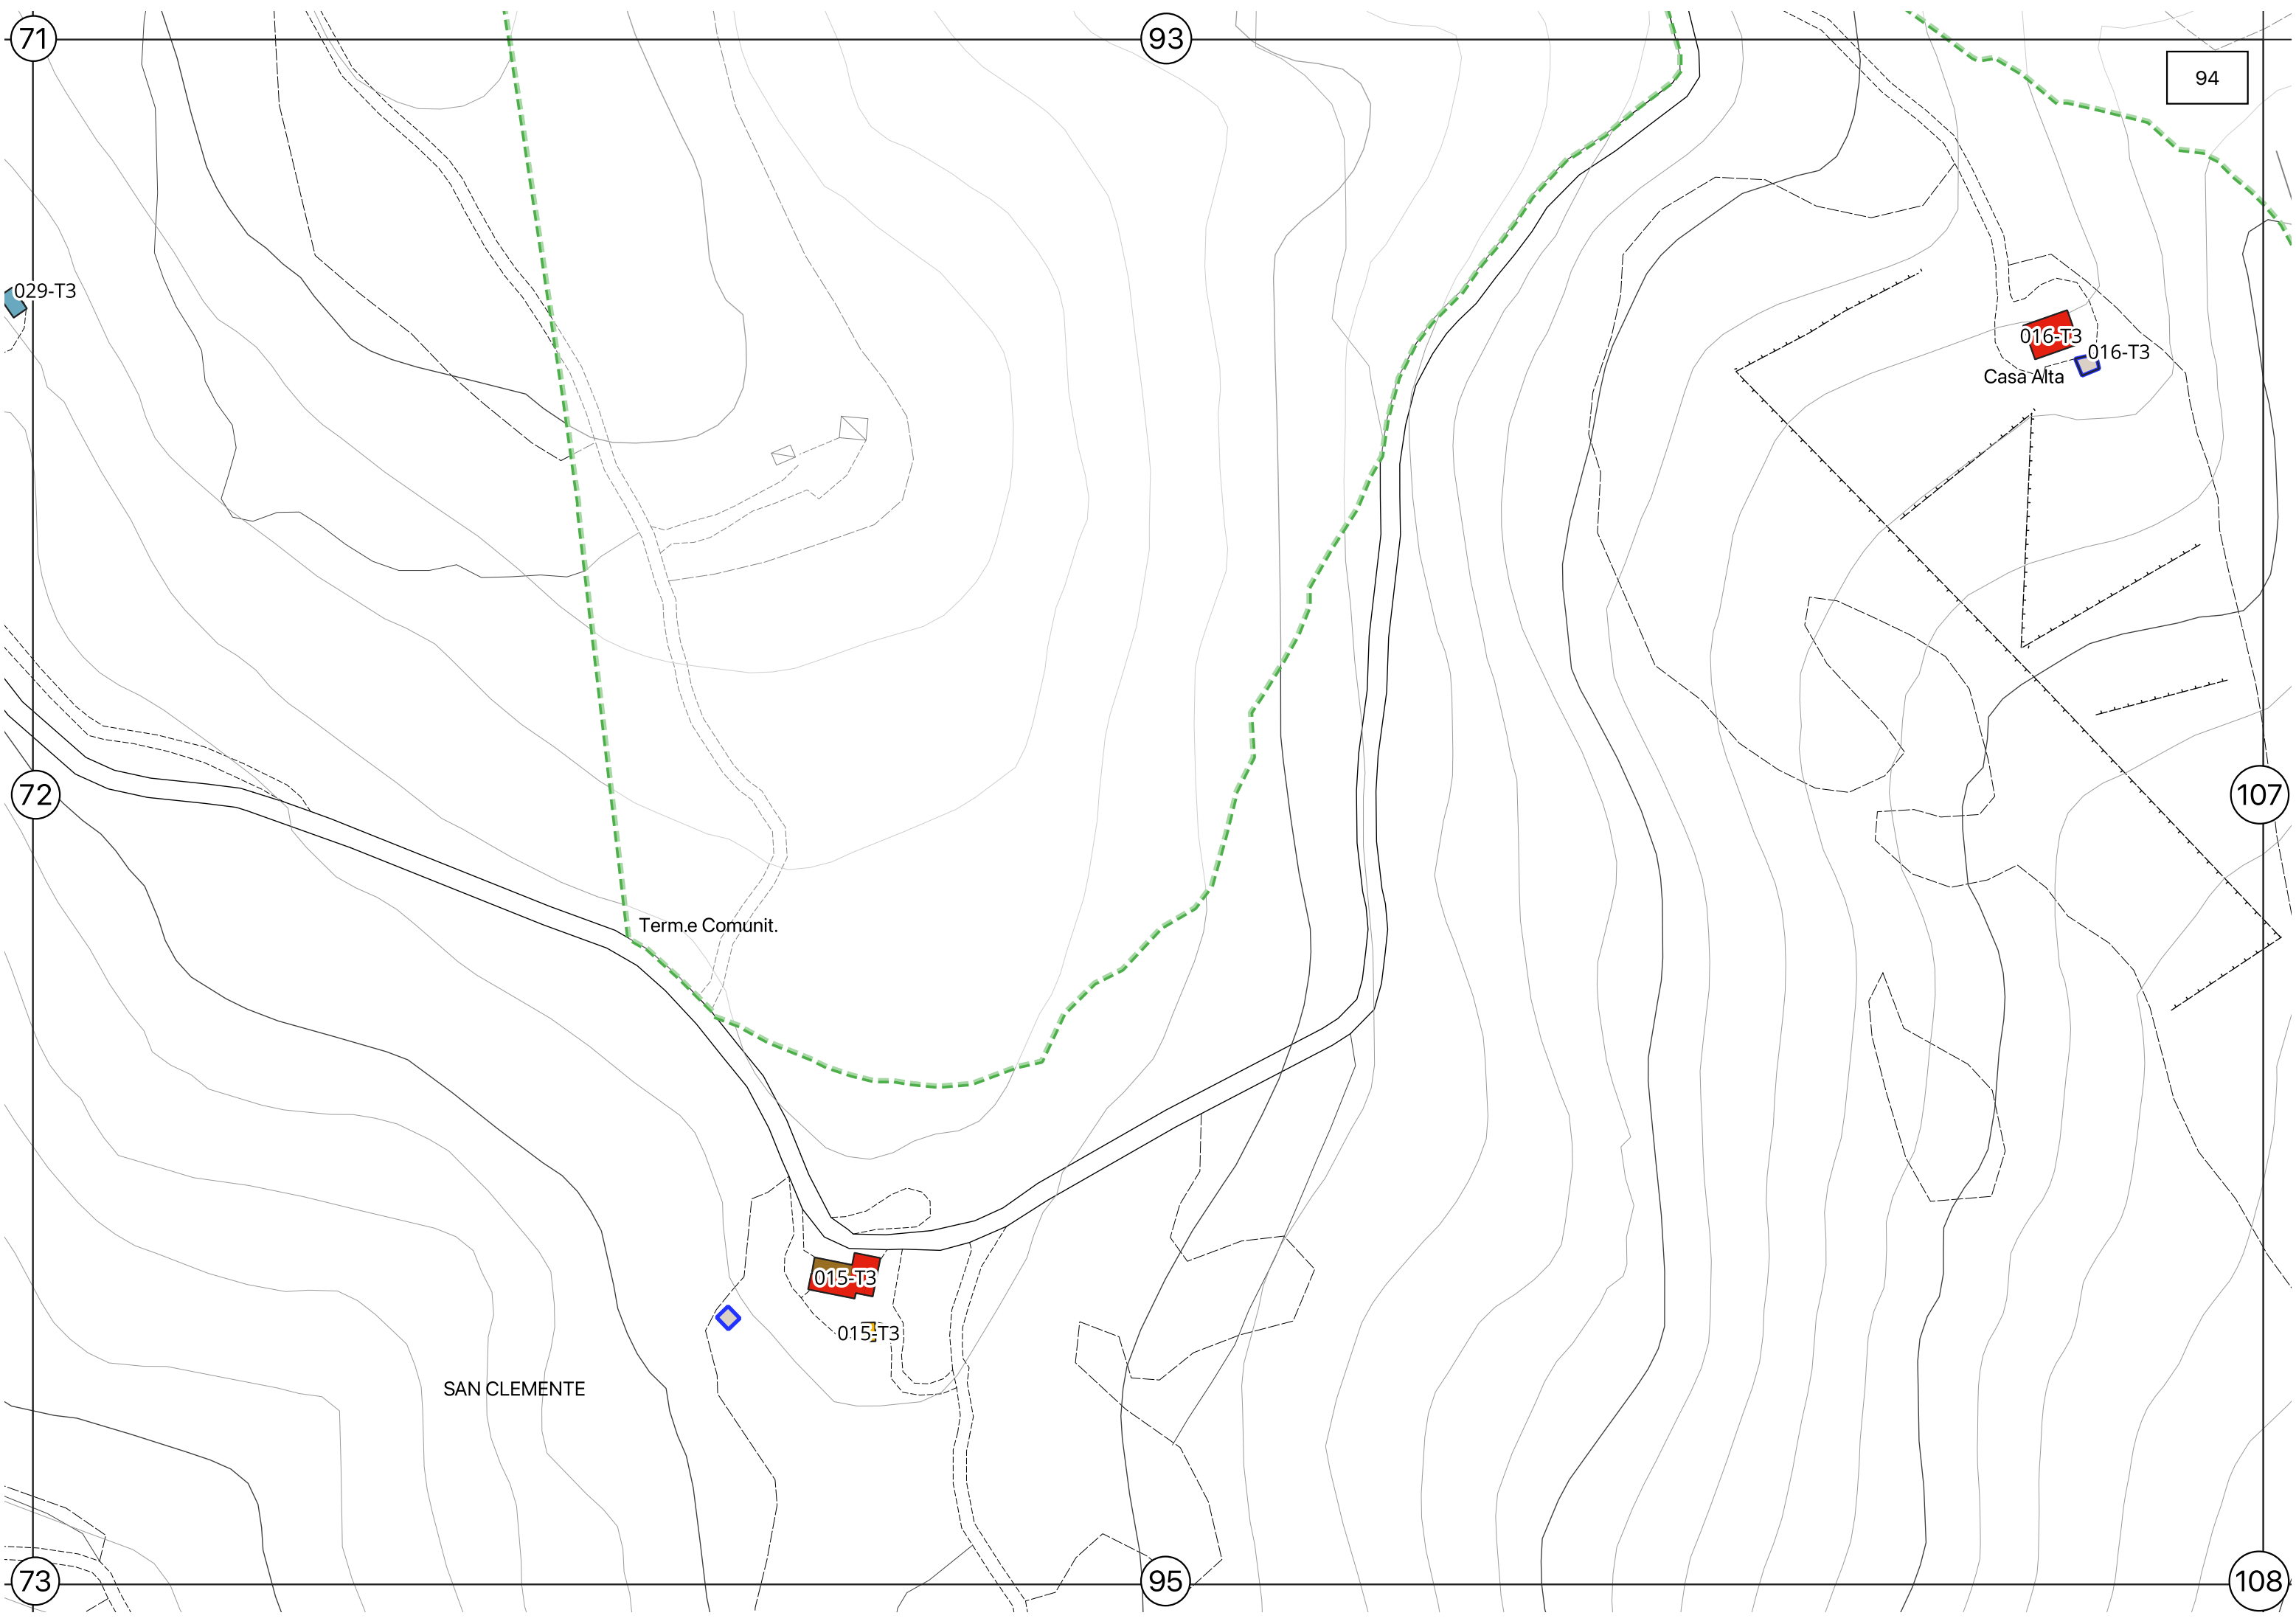 71
93
94
029-T3
016-T3
016-T3
Casa Alta
72
107
Term.e Comunit.
015-T3
015-T3
SAN CLEMENTE
73
95
108